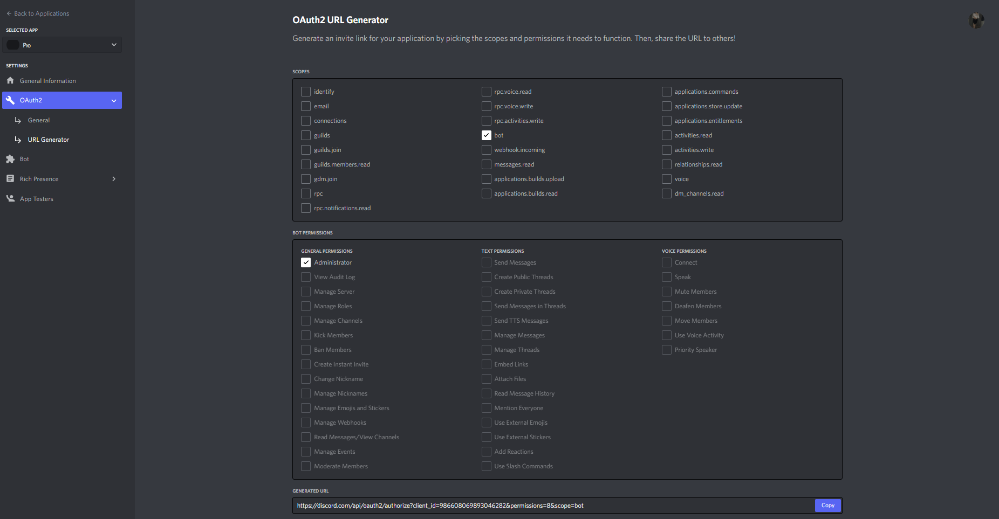 Back to Applications
SELECTED APP
Pio
SETTINGS
General Information
OAuth2
General
URL Generator
Bot
Rich Presence
App Testers
OAuth2 URL Generator
Generate an invite link for your application by picking the scopes and permissions it needs to function. Then, share the URL to others!
SCOPES
identify
email
connections
guilds
guilds.join
guilds.members.read
gdm.join
rpc
rpc.notifications.read
rpc.voice.read
rpc.voice.write
rpc.activities.write
bot
webhook.incoming
messages.read
applications.builds.upload
applications.builds.read
applications.commands
applications.store.update
applications.entitlements
activities.read
activities.write
relationships.read
voice
dm_channels.read
BOT PERMISSIONS
GENERAL PERMISSIONS
Administrator
View Audit Log
Manage Server
Manage Roles
Manage Channels
Kick Members
Ban Members
Create Instant Invite
Change Nickname
Manage Nicknames
Manage Emojis and Stickers
Manage Webhooks
Read Messages/View Channels
Manage Events
Moderate Members
TEXT PERMISSIONS
Send Messages
Create Public Threads
Create Private Threads
Send Messages in Threads
Send TTS Messages
Manage Messages
Manage Threads
Embed Links
Attach Files
Read Message History
Mention Everyone
Use External Emojis
Use External Stickers
Add Reactions
Use Slash Commands
VOICE PERMISSIONS
Connect
Speak
Mute Members
Deafen Members
Move Members
Use Voice Activity
Priority Speaker
GENERATED URL
https://discord.com/api/oauth2/authorize?client_id=986608069893046282&permissions=8&scope=bot
Copy